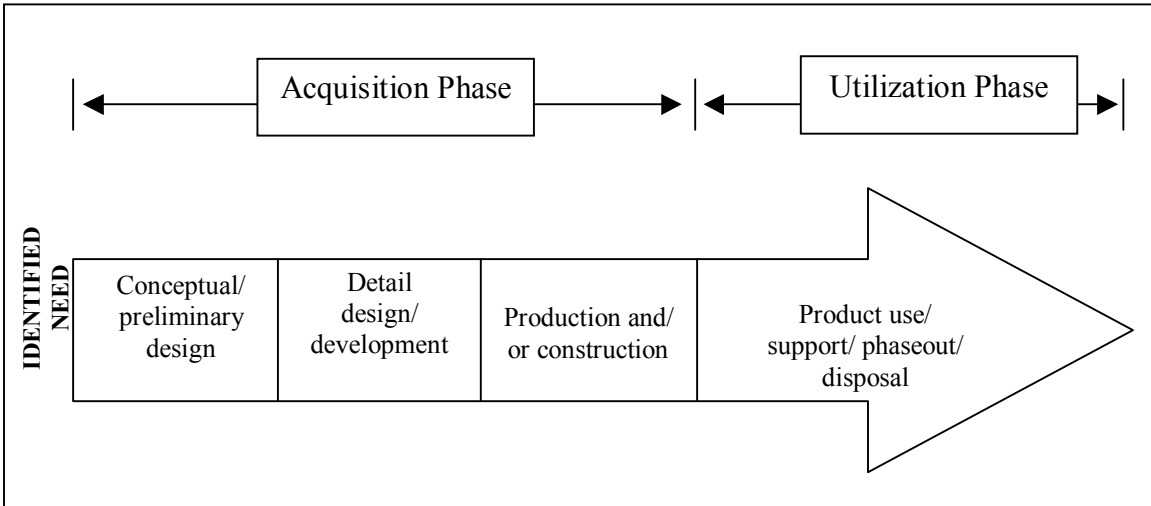 Acquisition Phase
Utilization Phase
IDENTIFIED
NEED
Conceptual/
preliminary
design
Detail
design/
development
Production and/
or construction
Product use/
support/ phaseout/
disposal